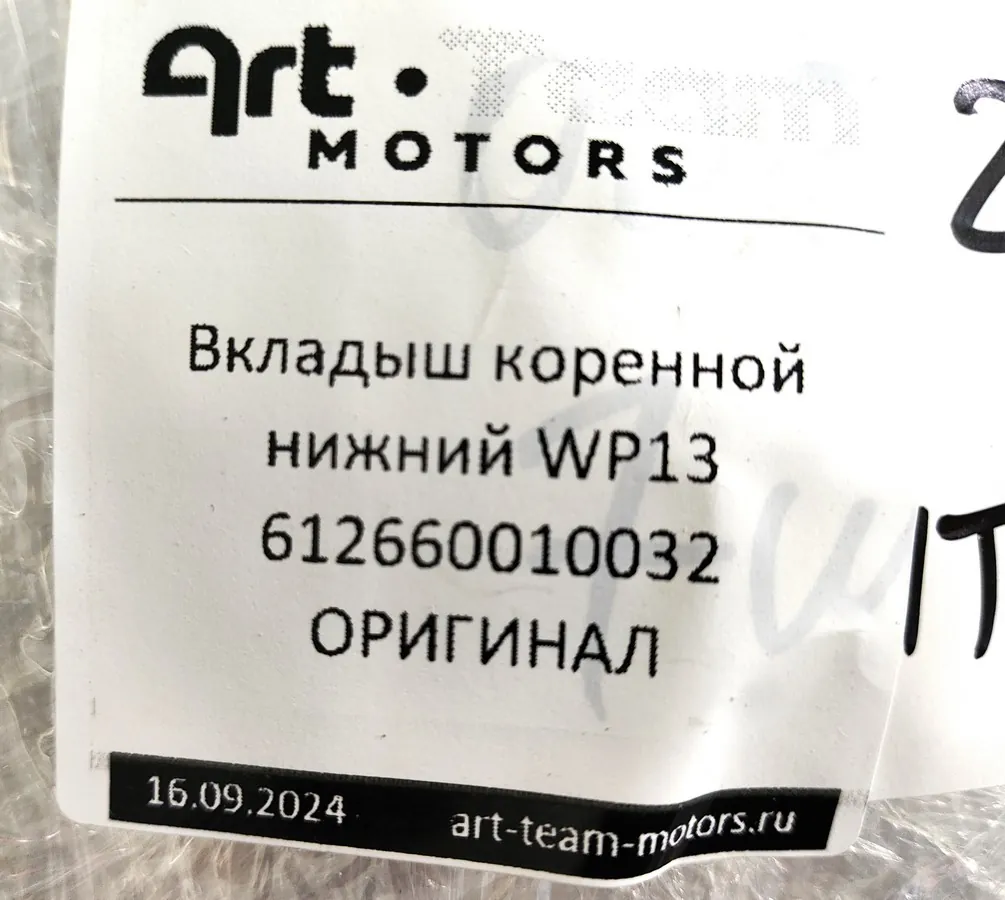 art • Team
MOTORS
Вкладыш коренной
нижний WP13
612660010032
ОРИГИНАЛ
16.09.2024 art-team-motors.ru